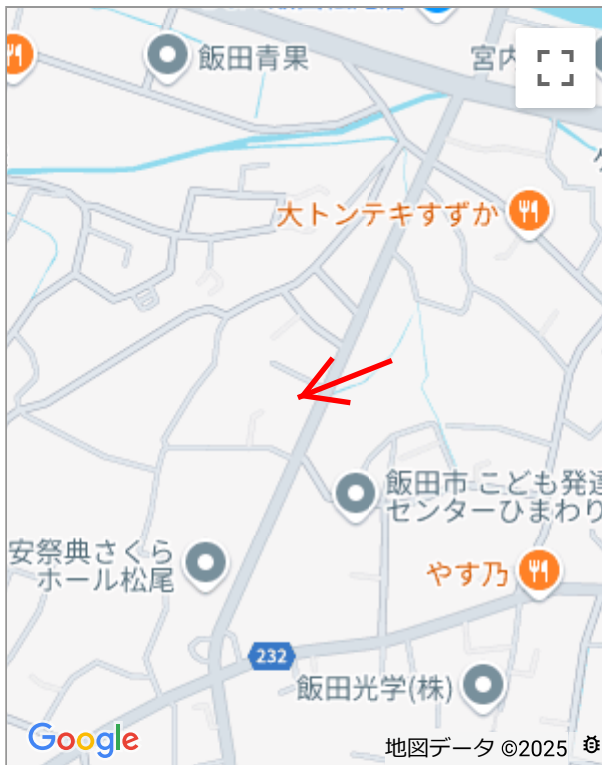 飯田青果
宮内
大トンテキすずか
飯田市 こども発達
センターひまわり
安祭典さくら
ホール松尾
やす乃
232
飯田光学(株)
Google
地図データ ©2025